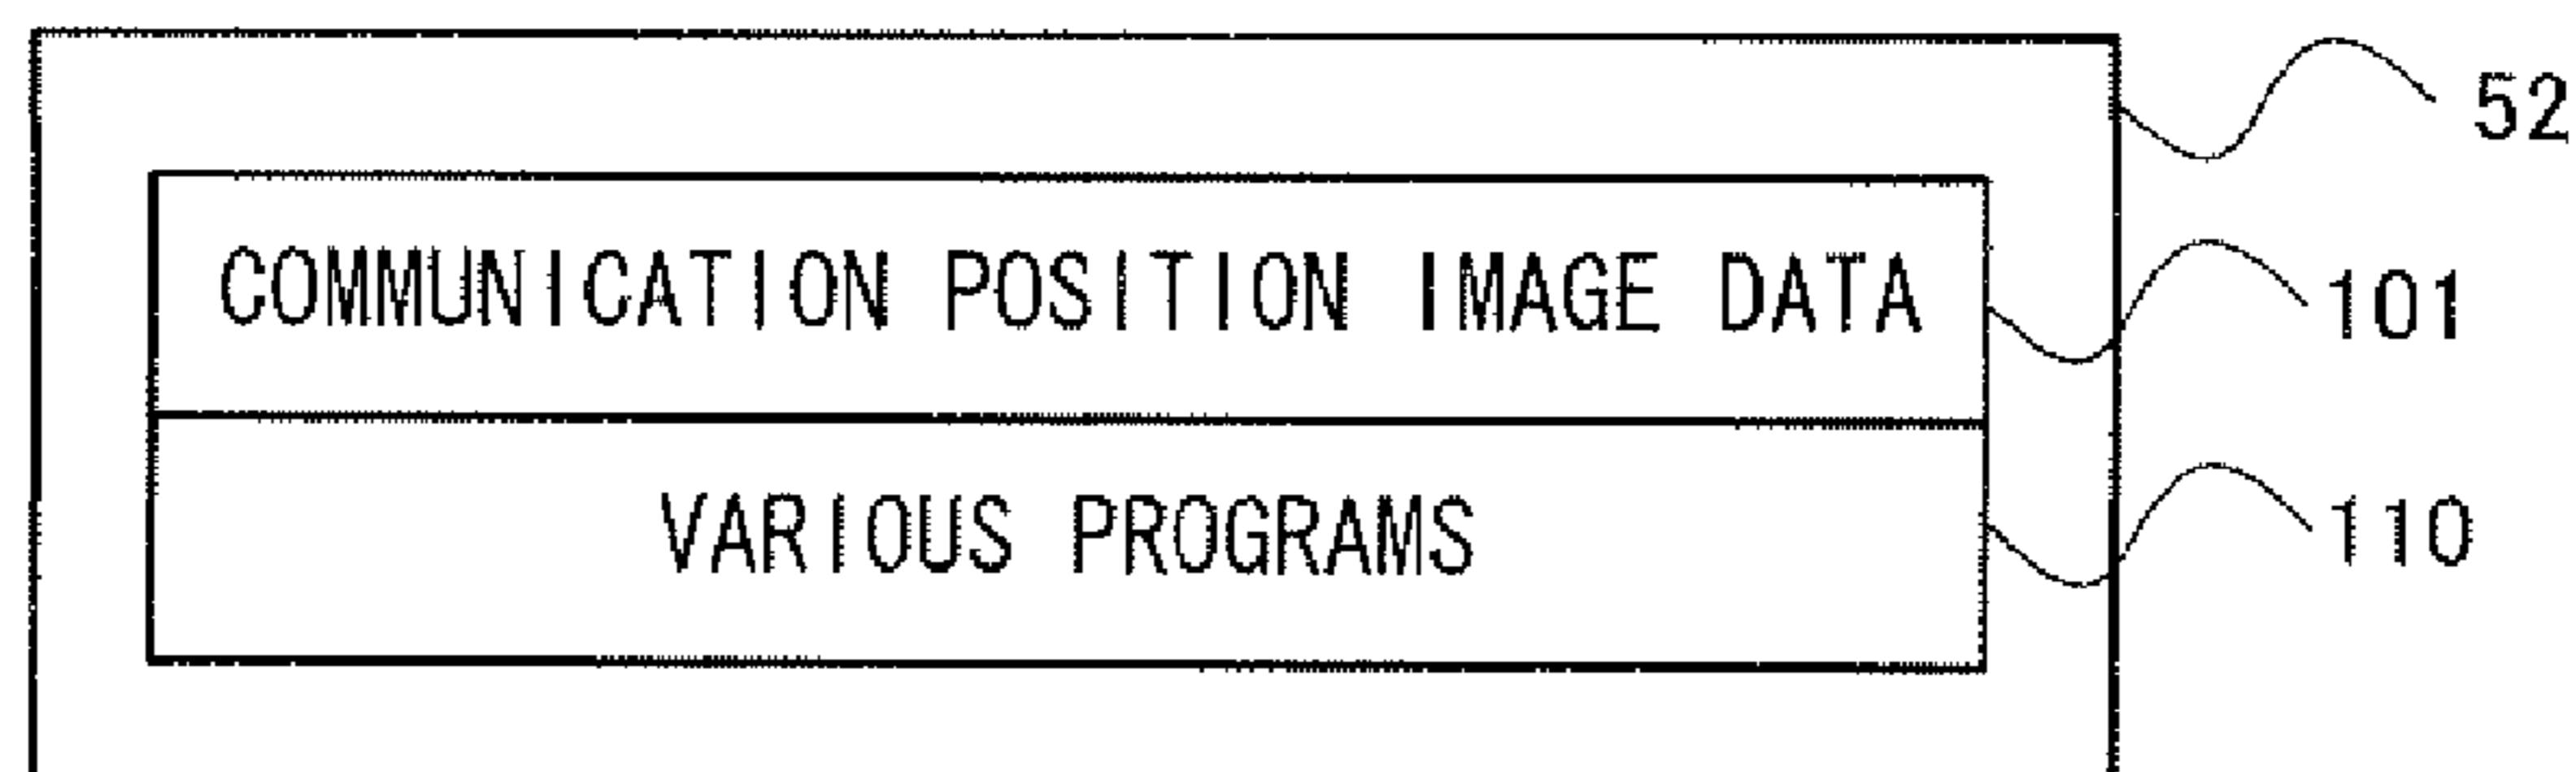 52
COMMUNICATION POSITION IMAGE DATA 101
VARIOUS PROGRAMS 110